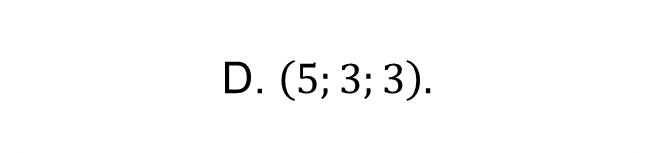 D. (5; 3; 3).